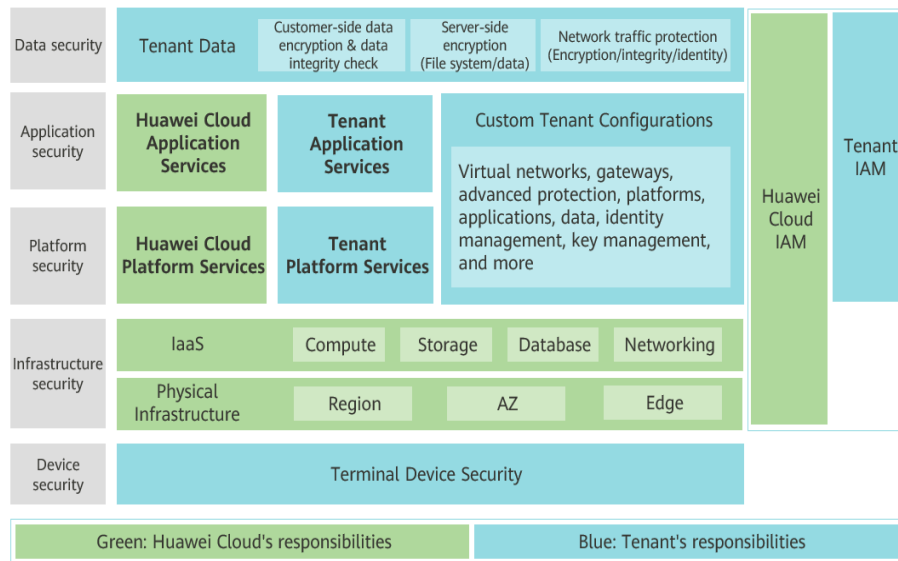 Data security
Tenant Data
Customer-side data
encryption & data
integrity check
Server-side
encryption
(File system/data)
Network traffic protection
(Encryption/integrity/identity)
Application
security
Huawei Cloud
Application
Services
Tenant
Application
Services
Custom Tenant Configurations
Virtual networks, gateways,
advanced protection, platforms,
applications, data, identity
management, key management,
and more
Platform
security
Huawei Cloud
Platform Services
Tenant
Platform Services
Huawei
Cloud
IAM
Tenant
IAM
Infrastructure
security
IaaS
Compute
Storage
Database
Networking
Physical
Infrastructure
Region
AZ
Edge
Device
security
Terminal Device Security
Green: Huawei Cloud's responsibilities
Blue: Tenant's responsibilities